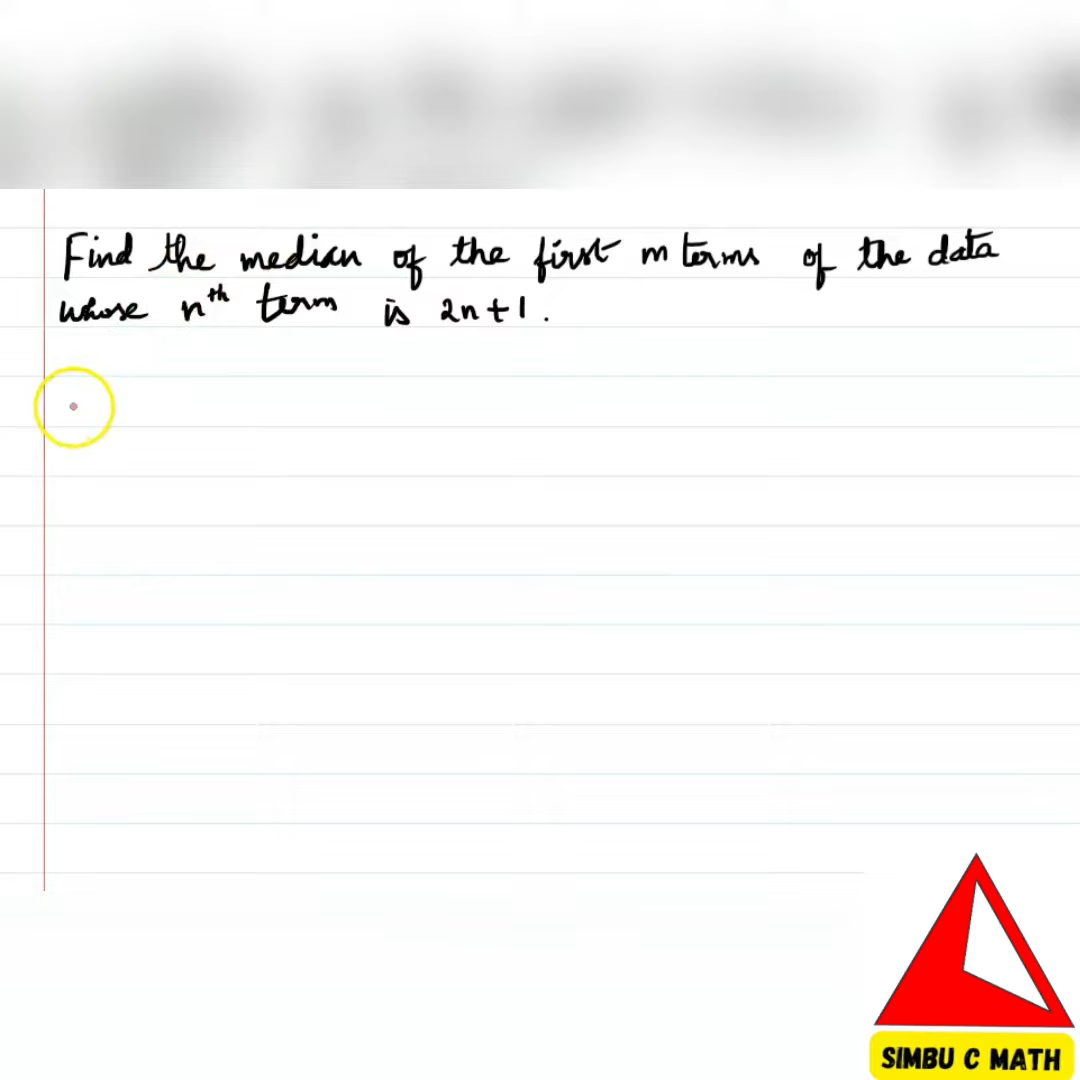 Find the median of the first m terms of the data
whose nth term is 2n+1.
SIMBU C MATH